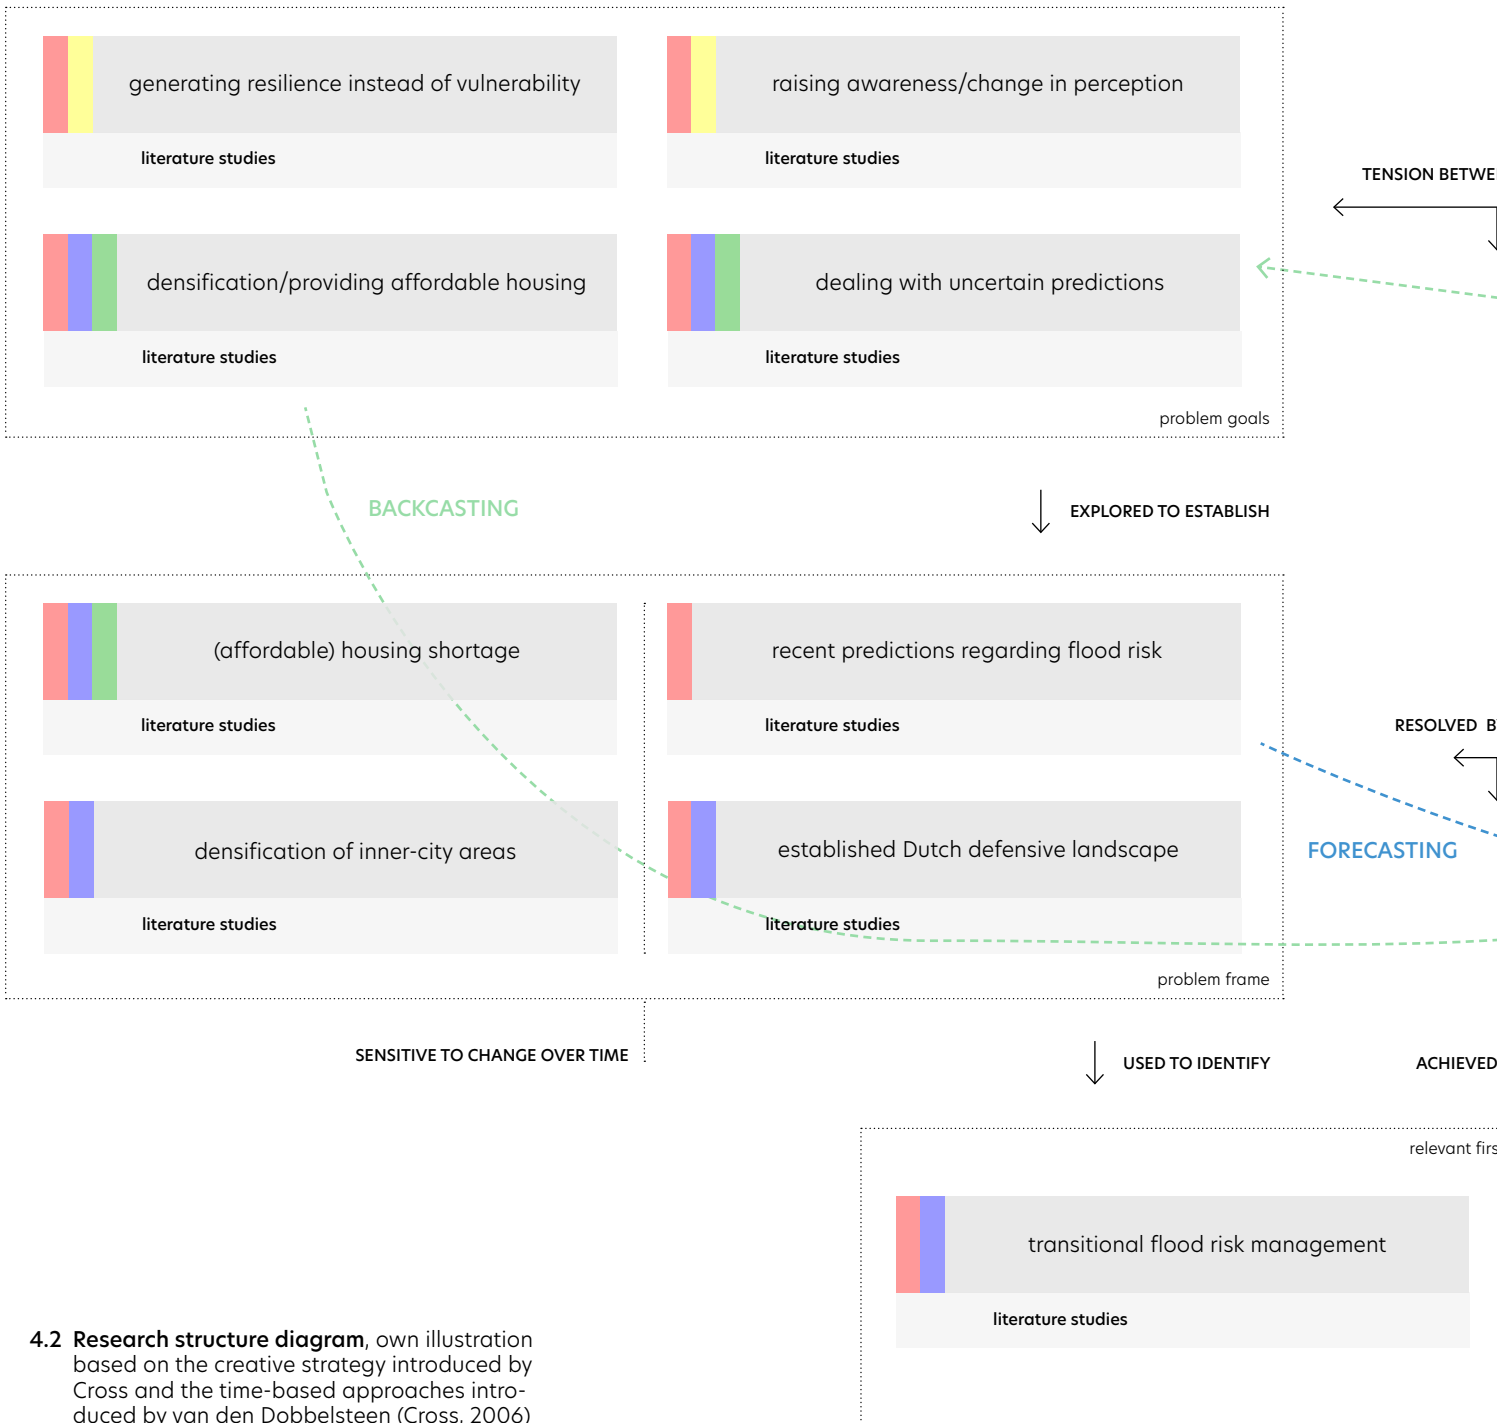 generating resilience instead of vulnerability
literature studies
raising awareness/change in perception
literature studies
densification/providing affordable housing
literature studies
dealing with uncertain predictions
literature studies
problem goals
TENSION BETWE
BACKCASTING
EXPLORED TO ESTABLISH
(affordable) housing shortage
literature studies
recent predictions regarding flood risk
literature studies
densification of inner-city areas
literature studies
established Dutch defensive landscape
literature studies
problem frame
RESOLVED B
FORECASTING
SENSITIVE TO CHANGE OVER TIME
USED TO IDENTIFY
ACHIEVED
relevant firs
transitional flood risk management
literature studies
4.2 Research structure diagram, own illustration
based on the creative strategy introduced by
Cross and the time-based approaches intro-
duced by van den Dobbelsteen (Cross, 2006)